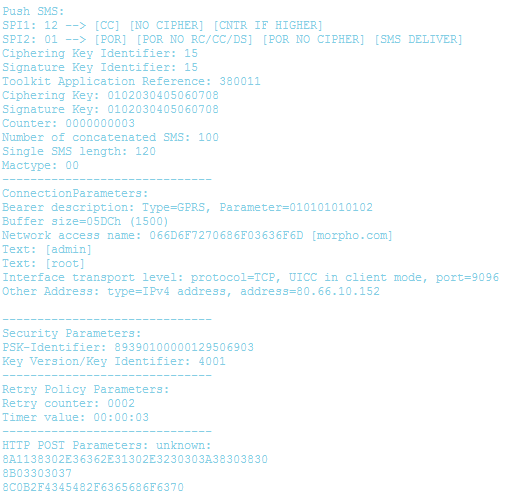 Push SMS:
SPI1: 12 --> [CC] [NO CIPHER] [CNTR IF HIGHER]
SPI2: 01 --> [POR] [POR NO RC/CC/DS] [POR NO CIPHER] [SMS DELIVER]
Ciphering Key Identifier: 15
Signature Key Identifier: 15
Toolkit Application Reference: 380011
Ciphering Key: 0102030405060708
Signature Key: 0102030405060708
Counter: 0000000003
Number of concatenated SMS: 100
Single SMS length: 120
Mactype: 00
------------------------------
ConnectionParameters:
Bearer description: Type=GPRS, Parameter=010101010102
Buffer size=05DCh (1500)
Network access name: 066D6F7270686F03636F6D [morpho.com]
Text: [admin]
Text: [root]
Interface transport level: protocol=TCP, UICC in client mode, port=9096
Other Address: type=IPv4 address, address=80.66.10.152
------------------------------
Security Parameters:
PSK-Identifier: 89390100000129506903
Key Version/Key Identifier: 4001
------------------------------
Retry Policy Parameters:
Retry counter: 0002
Timer value: 00:00:03
------------------------------
HTTP POST Parameters: unknown:
8A1138302E36362E31302E3230303A38303830
8B03303037
8C0B2F4345482F6365686F6370